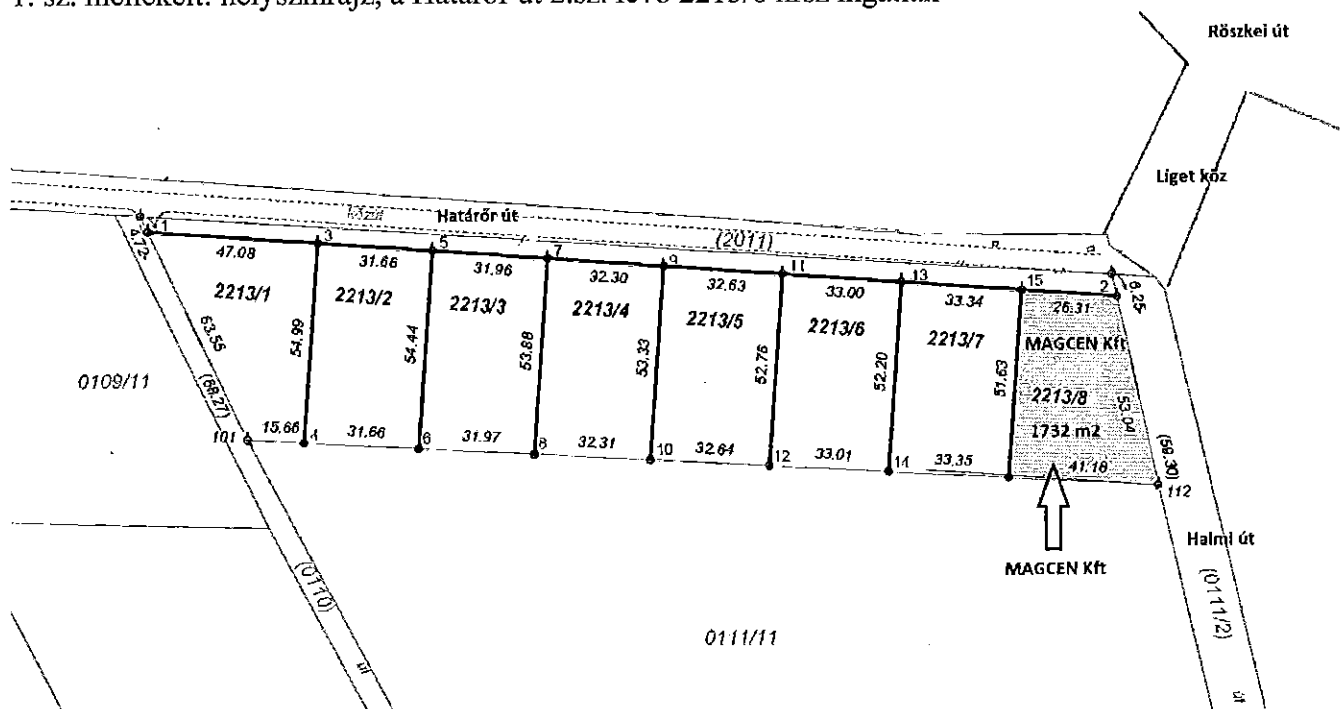 Röszkei út
Liget köz
közút Határőr út
(2011)
1 3 5 7 9 11 13 15 2
4.72
47.08 31.66 31.96 32.30 32.63 33.00 33.34 26.31 6.25
2213/1 2213/2 2213/3 2213/4 2213/5 2213/6 2213/7 MAGCEN Kft
63.55 54.99 54.44 53.88 53.33 52.76 52.20 51.63 53.04
2213/8
1732 m2
0109/11
(68.27)
(59.30)
101 15.66 4 31.66 6 31.97 8 32.31 10 32.64 12 33.01 14 33.35 41.18 112
Halmi út
MAGCEN Kft
(0110)
(0111/2)
0111/11
út
út